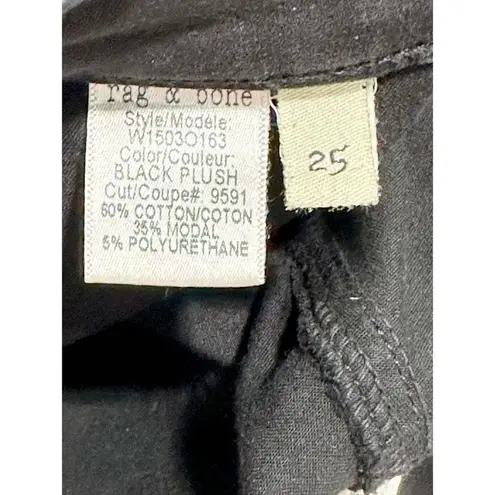 rag & bone
Style/Modèle:
W1503O163
Color/Couleur:
BLACK PLUSH
Cut/Coupe#: 9591
60% COTTON/COTON
35% MODAL
5% POLYURETHANE
25